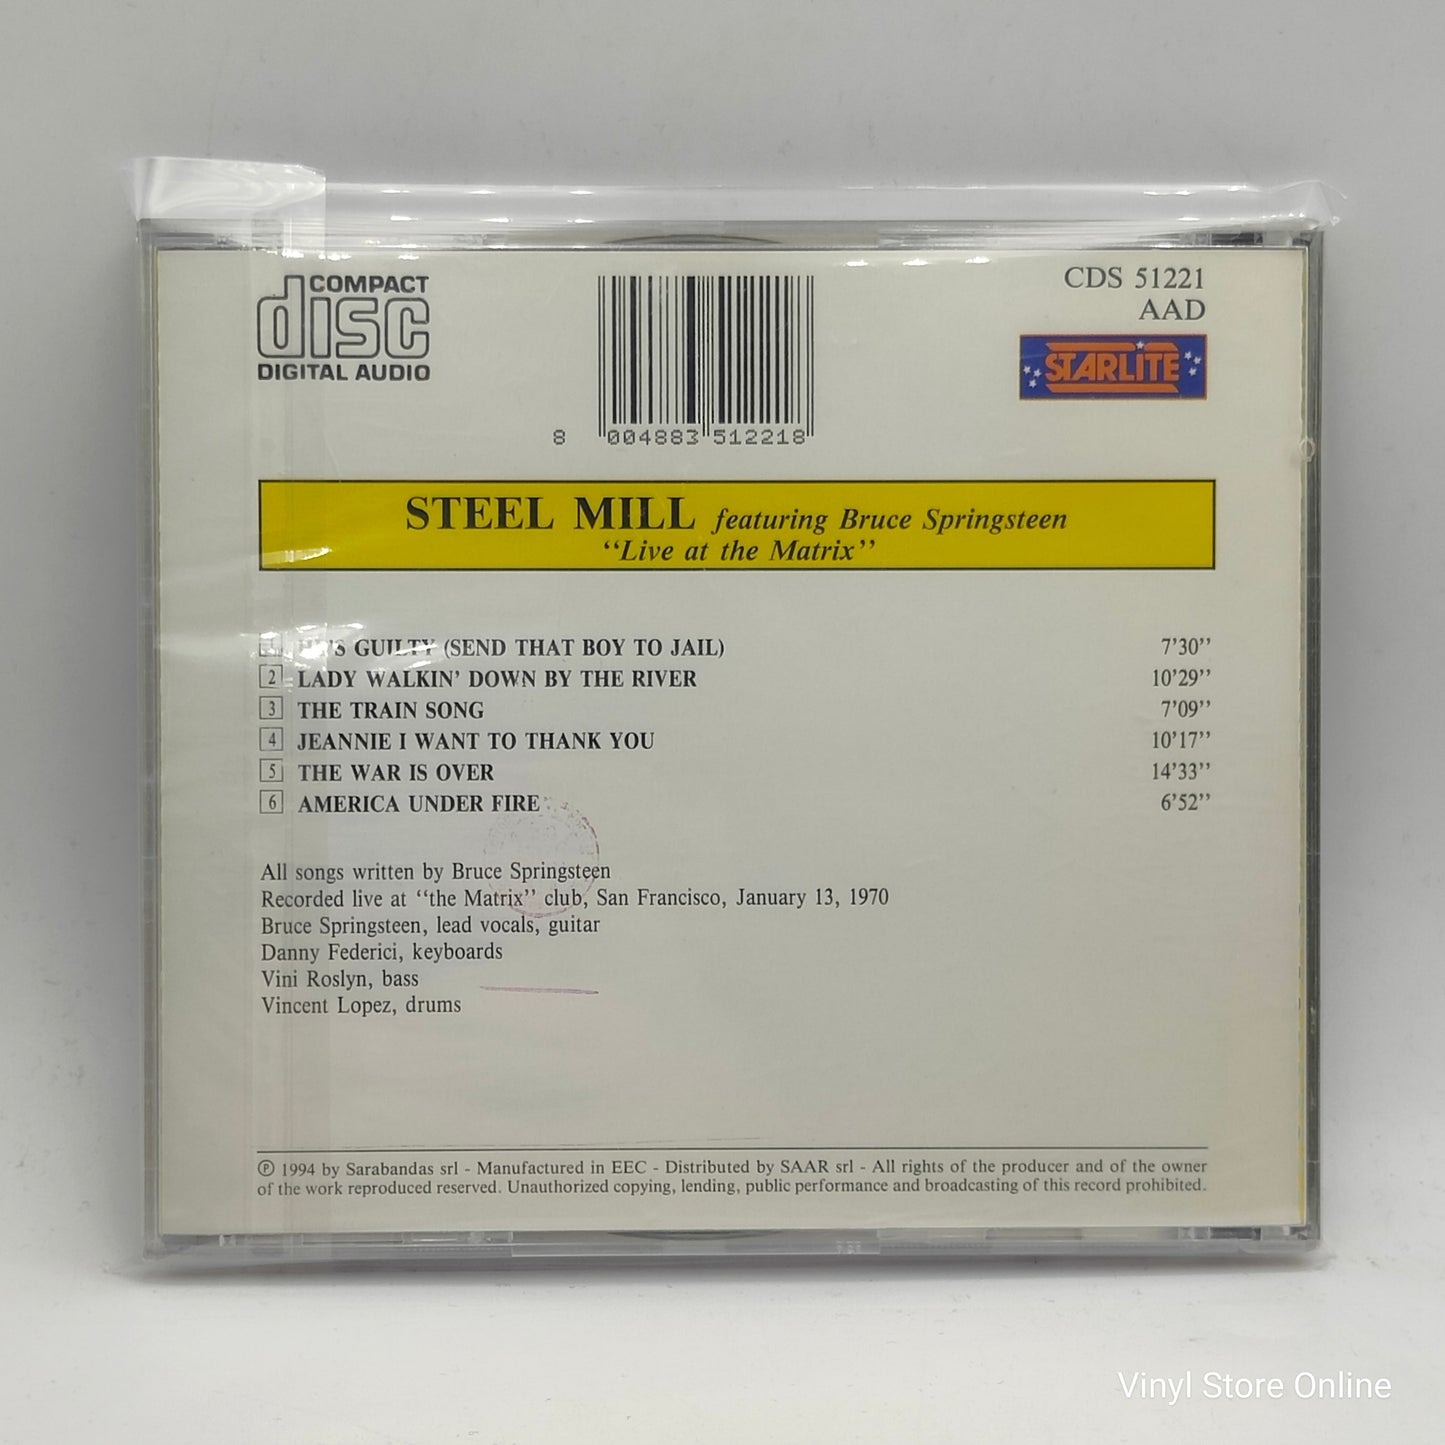 COMPACT
disc
DIGITAL AUDIO
8 004883 512218
CDS 51221
AAD
STARLITE
STEEL MILL featuring Bruce Springsteen
“Live at the Matrix”
1 HE'S GUILTY (SEND THAT BOY TO JAIL) 7’30’’
2 LADY WALKIN’ DOWN BY THE RIVER 10’29’’
3 THE TRAIN SONG 7’09’’
4 JEANNIE I WANT TO THANK YOU 10’17’’
5 THE WAR IS OVER 14’33’’
6 AMERICA UNDER FIRE 6’52’’
All songs written by Bruce Springsteen
Recorded live at “the Matrix” club, San Francisco, January 13, 1970
Bruce Springsteen, lead vocals, guitar
Danny Federici, keyboards
Vini Roslyn, bass
Vincent Lopez, drums
℗ 1994 by Sarabandas srl - Manufactured in EEC - Distributed by SAAR srl - All rights of the producer and of the owner
of the work reproduced reserved. Unauthorized copying, lending, public performance and broadcasting of this record prohibited.
Vinyl Store Online